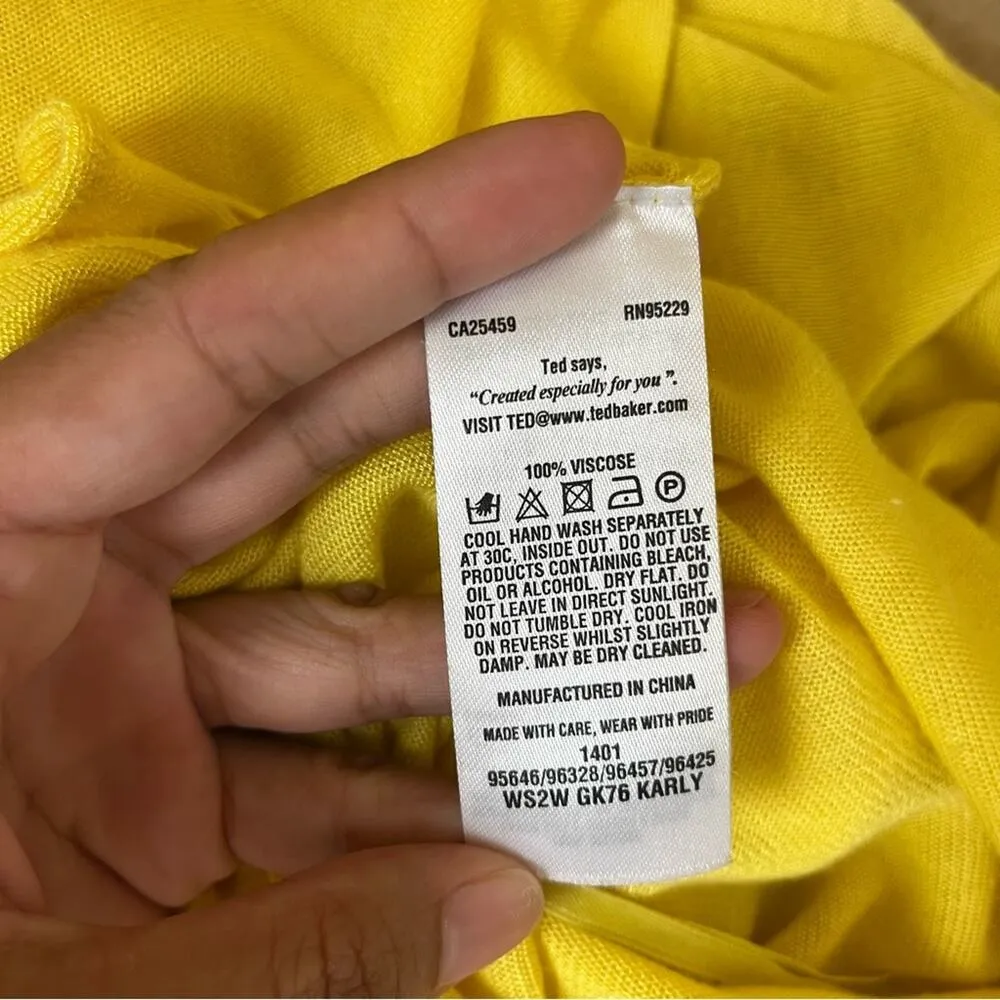 CA25459 RN95229
Ted says,
“Created especially for you ”.
VISIT TED@www.tedbaker.com
100% VISCOSE
P
COOL HAND WASH SEPARATELY
AT 30C, INSIDE OUT. DO NOT USE
PRODUCTS CONTAINING BLEACH,
OIL OR ALCOHOL. DRY FLAT. DO
NOT LEAVE IN DIRECT SUNLIGHT.
DO NOT TUMBLE DRY. COOL IRON
ON REVERSE WHILST SLIGHTLY
DAMP. MAY BE DRY CLEANED.
MANUFACTURED IN CHINA
MADE WITH CARE, WEAR WITH PRIDE
1401
95646/96328/96457/96425
WS2W GK76 KARLY